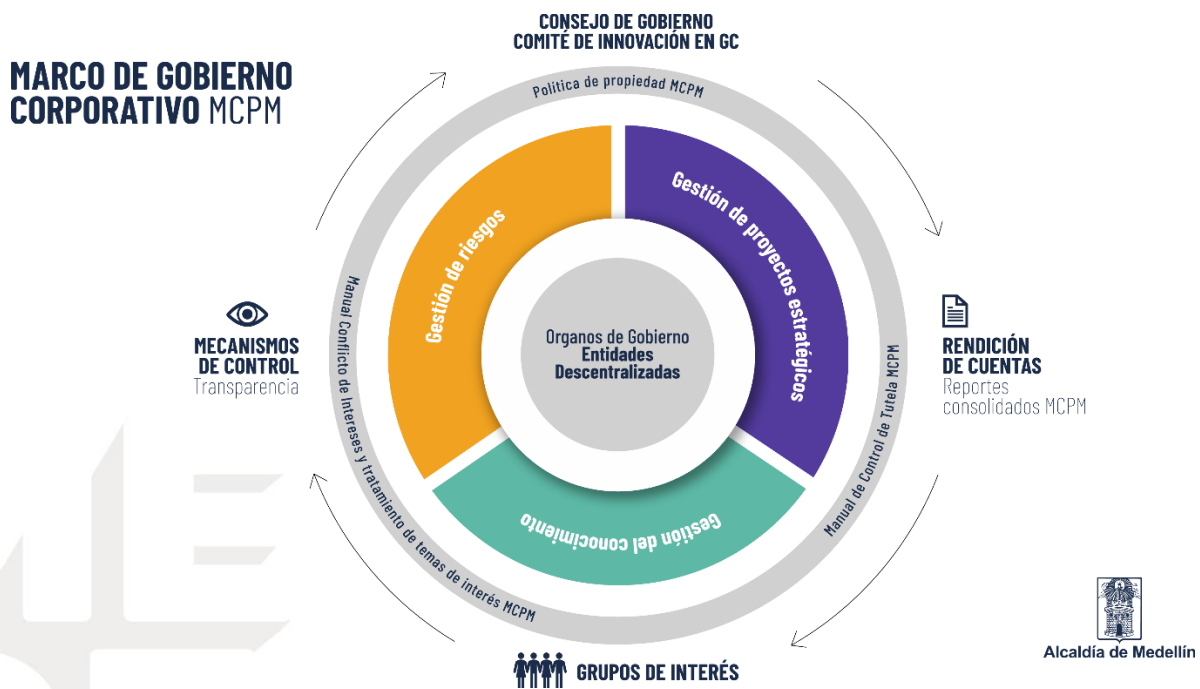 MARCO DE GOBIERNO
CORPORATIVO MCPM
CONSEJO DE GOBIERNO
COMITÉ DE INNOVACIÓN EN GC
Política de propiedad MCPM
Gestión de riesgos
Gestión de proyectos estratégicos
Organos de Gobierno
Entidades
Descentralizadas
Gestión del conocimiento
MECANISMOS
DE CONTROL
Transparencia
Manual Conflicto de Intereses y tratamiento de temas de interés MCPM
Manual de Control de Tutela MCPM
RENDICIÓN
DE CUENTAS
Reportes
consolidados MCPM
GRUPOS DE INTERÉS
Alcaldía de Medellín